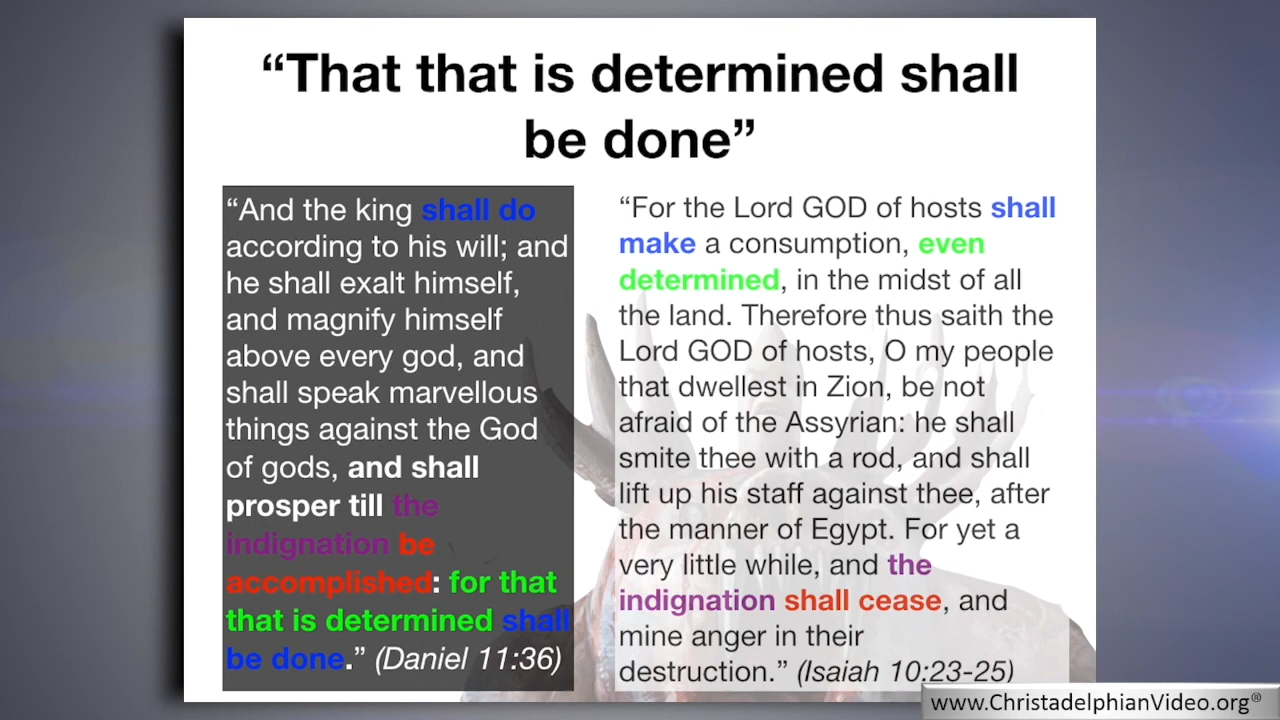 “That that is determined shall
be done”
“And the king shall do
according to his will; and
he shall exalt himself,
and magnify himself
above every god, and
shall speak marvellous
things against the God
of gods, and shall
prosper till the
indignation be
accomplished: for that
that is determined shall
be done.” (Daniel 11:36)
“For the Lord GOD of hosts shall
make a consumption, even
determined, in the midst of all
the land. Therefore thus saith the
Lord GOD of hosts, O my people
that dwellest in Zion, be not
afraid of the Assyrian: he shall
smite thee with a rod, and shall
lift up his staff against thee, after
the manner of Egypt. For yet a
very little while, and the
indignation shall cease, and
mine anger in their
destruction.” (Isaiah 10:23-25)
www.ChristadelphianVideo.org®